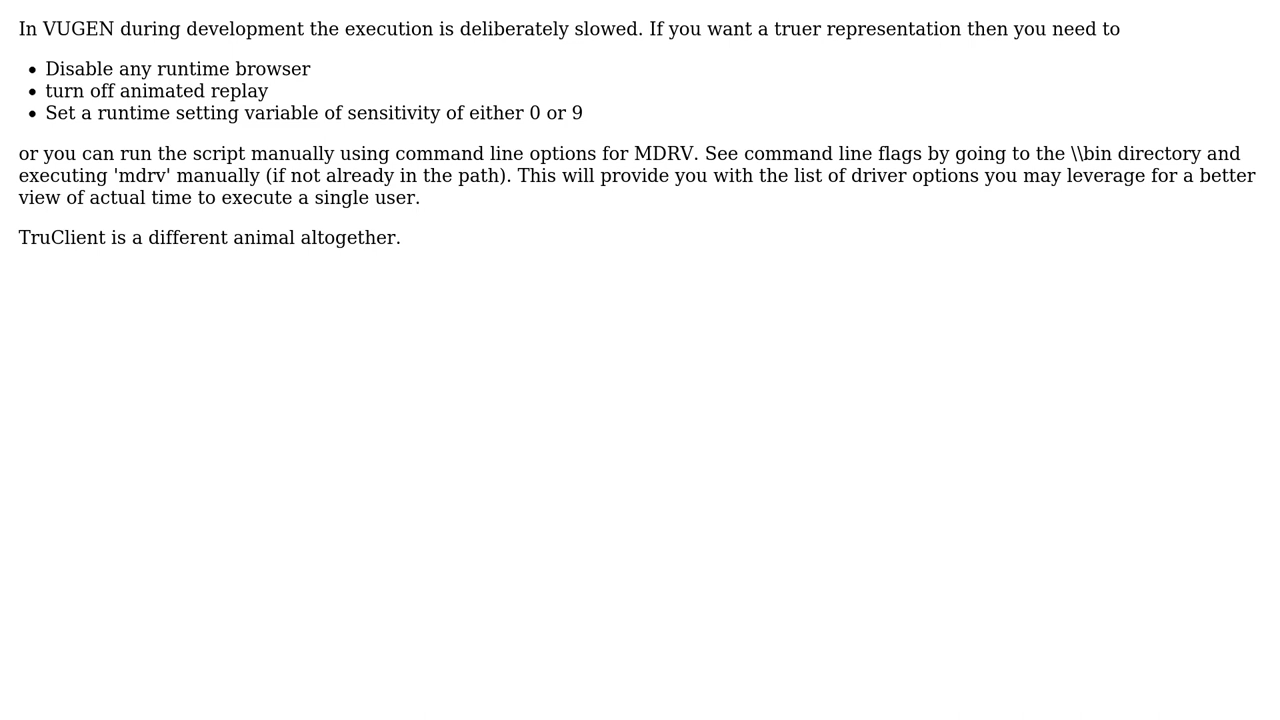 In VUGEN during development the execution is deliberately slowed. If you want a truer representation then you need to
• Disable any runtime browser
• turn off animated replay
• Set a runtime setting variable of sensitivity of either 0 or 9
or you can run the script manually using command line options for MDRV. See command line flags by going to the \\bin directory and
executing 'mdrv' manually (if not already in the path). This will provide you with the list of driver options you may leverage for a better
view of actual time to execute a single user.
TruClient is a different animal altogether.